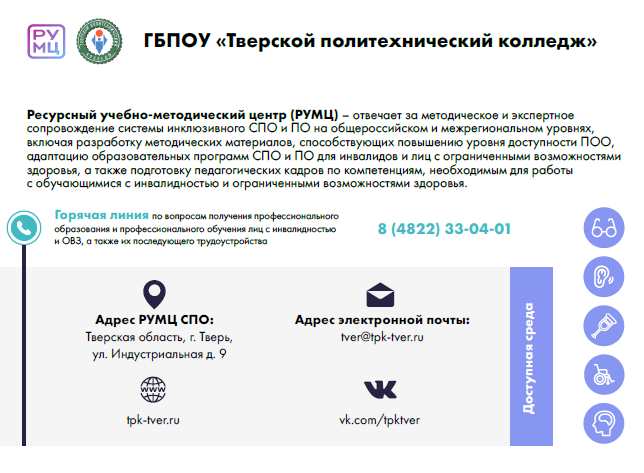 РУ
МЦ
ГБПОУ «Тверской политехнический колледж»
Ресурсный учебно-методический центр (РУМЦ) – отвечает за методическое и экспертное
сопровождение системы инклюзивного СПО и ПО на общероссийском и межрегиональном уровнях,
включая разработку методических материалов, способствующих повышению уровня доступности ПОО,
адаптацию образовательных программ СПО и ПО для инвалидов и лиц с ограниченными возможностями
здоровья, а также подготовку педагогических кадров по компетенциям, необходимым для работы
с обучающимися с инвалидностью и ограниченными возможностями здоровья.
Горячая линия по вопросам получения профессионального
образования и профессионального обучения лиц с инвалидностью
и ОВЗ, а также их последующего трудоустройства
8 (4822) 33-04-01
Адрес РУМЦ СПО:
Тверская область, г. Тверь,
ул. Индустриальная д. 9
Адрес электронной почты:
tver@tpk-tver.ru
www
tpk-tver.ru
vk.com/tpktver
Доступная среда